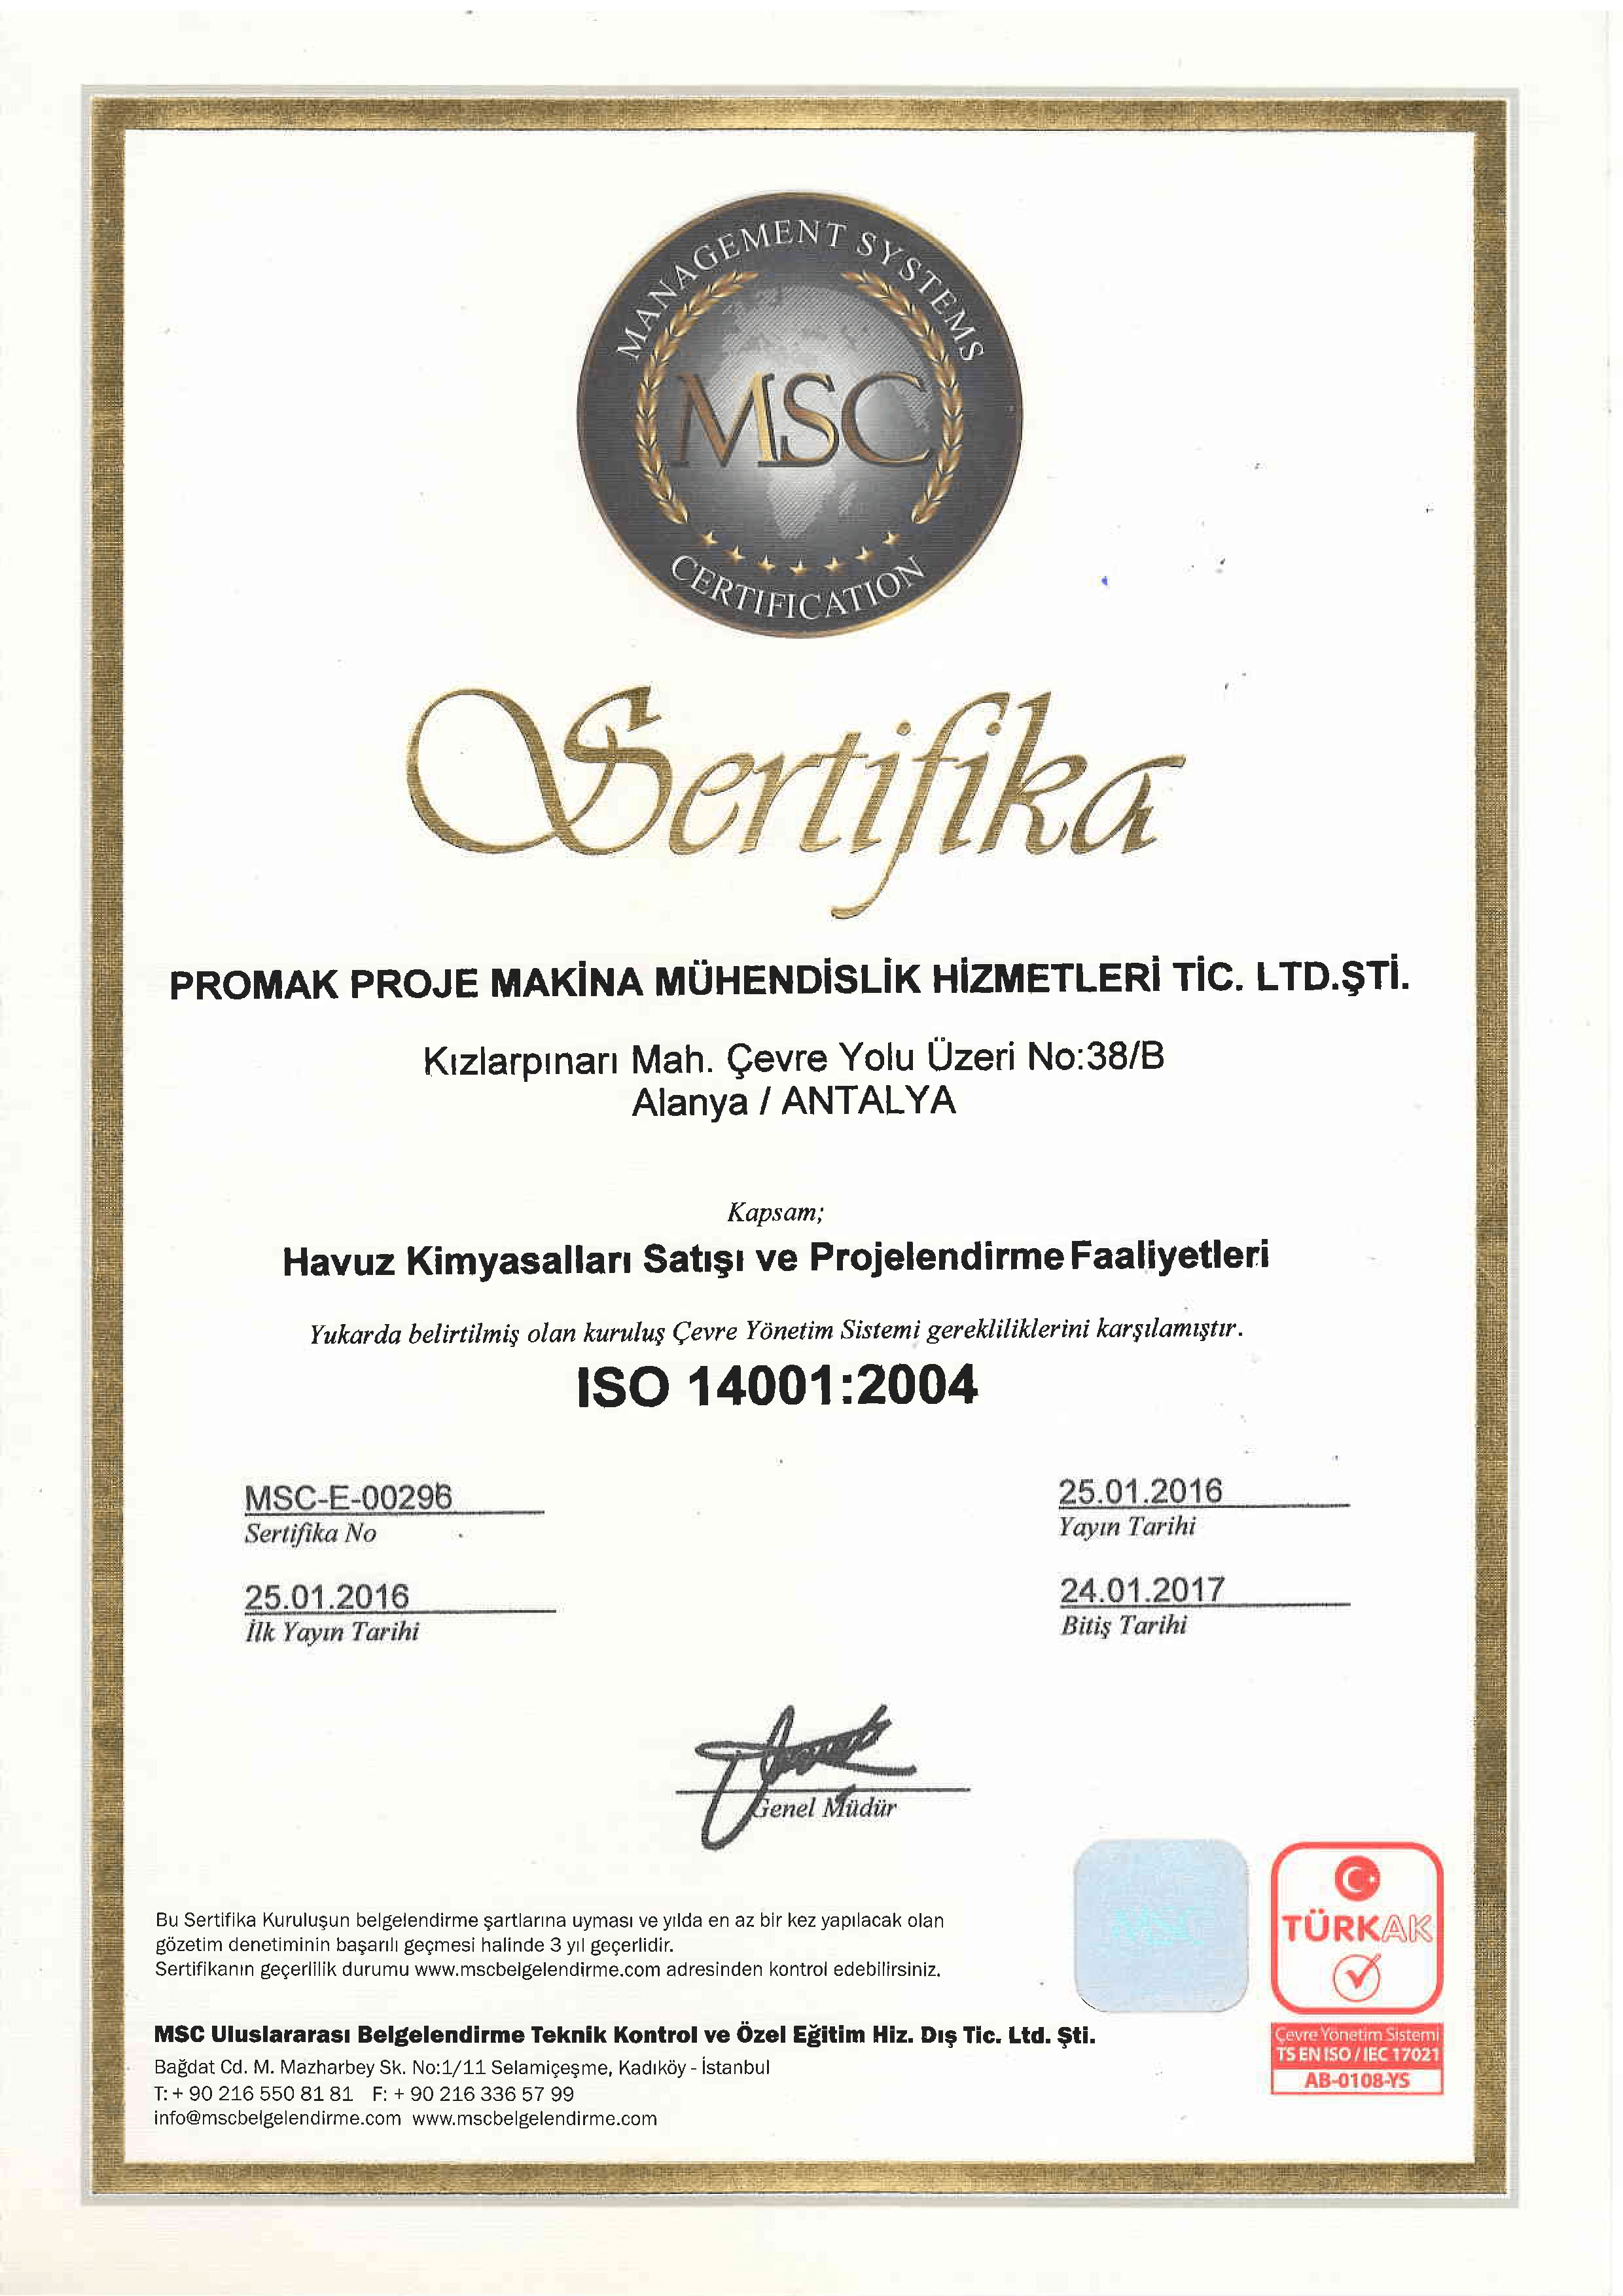 MANAGEMENT SYSTEMS
MSC
CERTIFICATION
Sertifika
PROMAK PROJE MAKİNA MÜHENDİSLİK HİZMETLERİ TİC. LTD.ŞTİ.
Kızlarpınarı Mah. Çevre Yolu Üzeri No:38/B
Alanya / ANTALYA
Kapsam;
Havuz Kimyasalları Satışı ve Projelendirme Faaliyetleri
Yukarda belirtilmiş olan kuruluş Çevre Yönetim Sistemi gerekliliklerini karşılamıştır.
ISO 14001:2004
MSC-E-00296
Sertifika No
25.01.2016
Yayın Tarihi
25.01.2016
İlk Yayın Tarihi
24.01.2017
Bitiş Tarihi
Genel Müdür
Bu Sertifika Kuruluşun belgelendirme şartlarına uyması ve yılda en az bir kez yapılacak olan
gözetim denetiminin başarılı geçmesi halinde 3 yıl geçerlidir.
Sertifikanın geçerlilik durumu www.mscbelgelendirme.com adresinden kontrol edebilirsiniz.
MSC
TÜRKAK
MSC Uluslararası Belgelendirme Teknik Kontrol ve Özel Eğitim Hiz. Dış Tic. Ltd. Şti.
Bağdat Cd. M. Mazharbey Sk. No:1/11 Selamiçeşme, Kadıköy - İstanbul
T: + 90 216 550 81 81 F: + 90 216 336 57 99
info@mscbelgelendirme.com www.mscbelgelendirme.com
Çevre Yönetim Sistemi
TS EN ISO / IEC 17021
AB-0108-YS